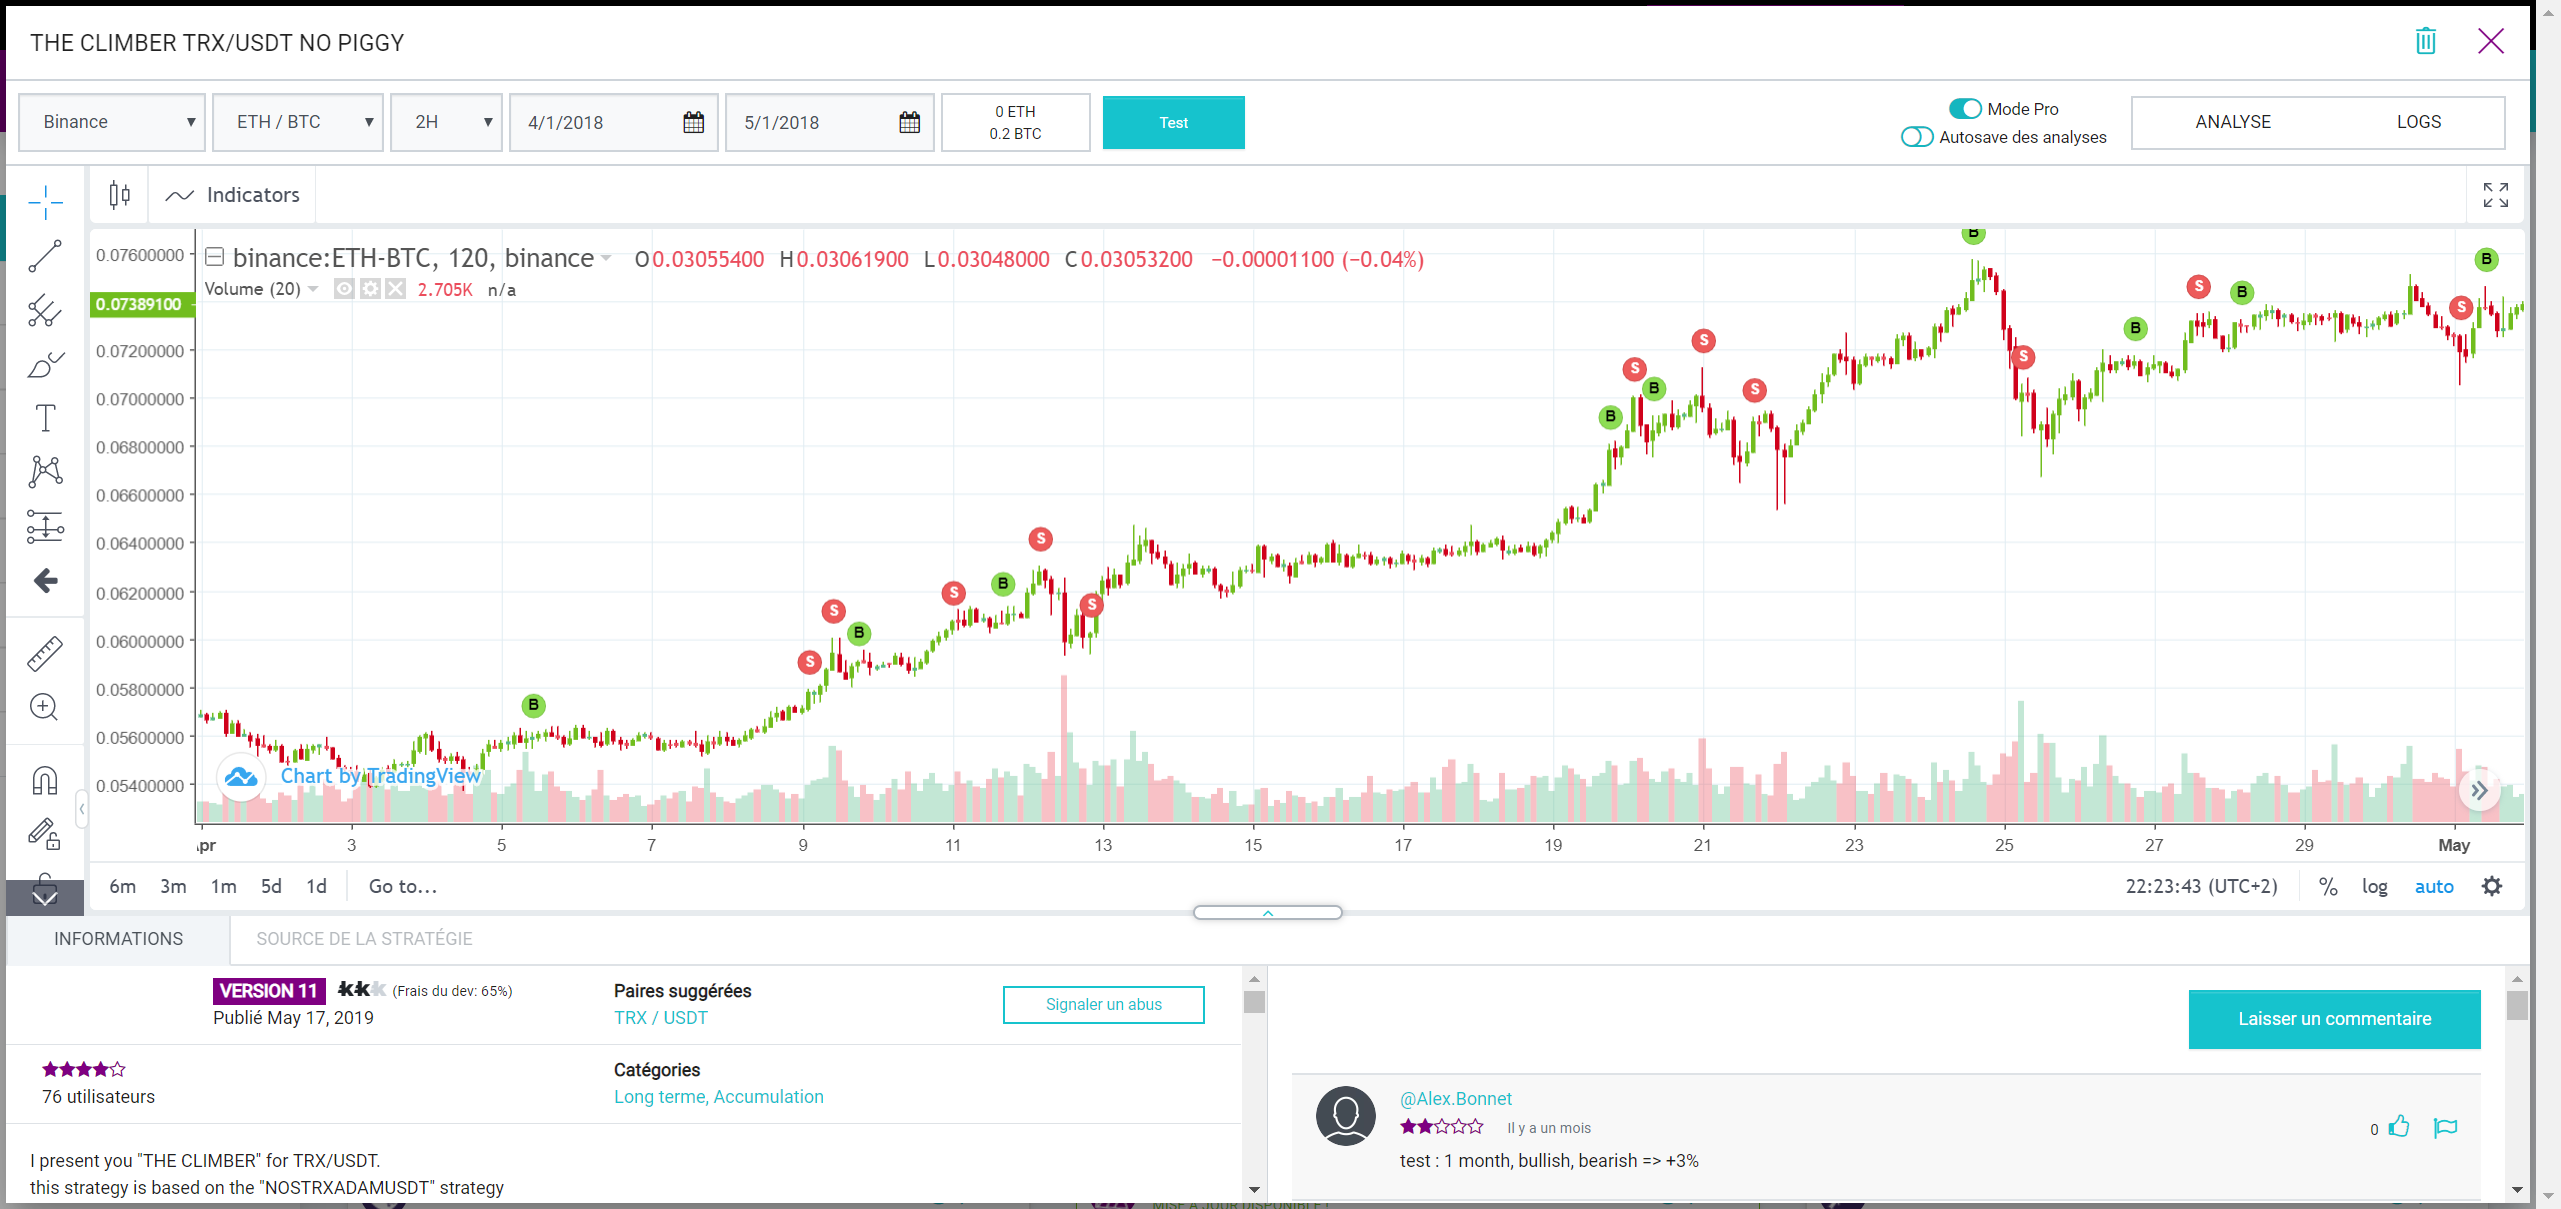 THE CLIMBER TRX/USDT NO PIGGY
Binance ETH / BTC 2H 4/1/2018 5/1/2018 0 ETH Test
0.2 BTC
Mode Pro
Autosave des analyses
ANALYSE LOGS
Indicators
binance:ETH-BTC, 120, binance O0.03055400 H0.03061900 L0.03048000 C0.03053200 −0.00001100 (−0.04%)
Volume (20) 2.705K n/a
0.07600000
0.07389100
0.07200000
0.07000000
0.06800000
0.06600000
0.06400000
0.06200000
0.06000000
0.05800000
0.05600000
0.05400000
B
S
S
B
S
B
S
S
B
S
B
S
S
B
S
B
S
B
S
B
Chart by TradingView
pr 3 5 7 9 11 13 15 17 19 21 23 25 27 29 May
6m 3m 1m 5d 1d Go to... 22:23:43 (UTC+2) % log auto
INFORMATIONS SOURCE DE LA STRATÉGIE
VERSION 11 (Frais du dev: 65%)
Publié May 17, 2019
Paires suggérées
TRX / USDT
Signaler un abus
76 utilisateurs
Catégories
Long terme, Accumulation
I present you "THE CLIMBER" for TRX/USDT.
this strategy is based on the "NOSTRXADAMUSDT" strategy
Laisser un commentaire
@Alex.Bonnet
Il y a un mois
0
test : 1 month, bullish, bearish => +3%
MISE A JOUR DISPONIBLE !